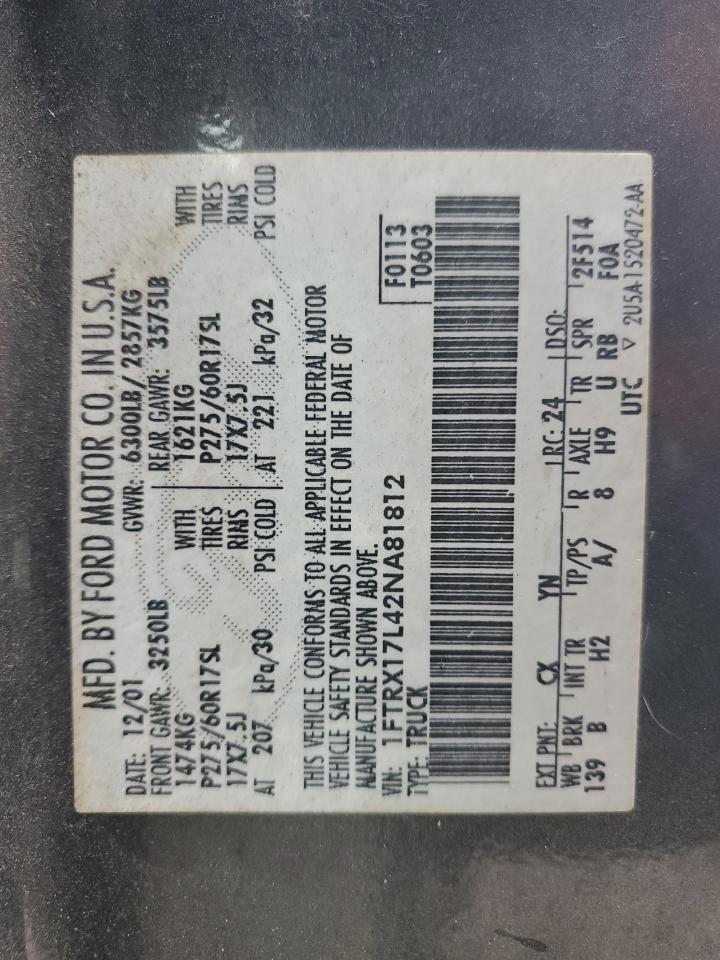 MFD. BY FORD MOTOR CO. IN U.S.A.
DATE: 12/01 GVWR: 6300LB/ 2857KG
FRONT GAWR: 3250LB REAR GAWR: 3575LB
1474KG WITH 1621KG WITH
P275/60R17SL TIRES P275/60R17SL TIRES
17X7.5J RIMS 17X7.5J RIMS
AT 207 kPa/30 PSI COLD AT 221 kPa/32 PSI COLD
THIS VEHICLE CONFORMS TO ALL APPLICABLE FEDERAL MOTOR
VEHICLE SAFETY STANDARDS IN EFFECT ON THE DATE OF
MANUFACTURE SHOWN ABOVE.
VIN: 1FTRX17L42NA81812 F0113
TYPE: TRUCK T0603
EXT PNT: CX YN RC: 24 DSO:
WB BRK INT TR TP/PS R AXLE TR SPR 2F514
139 B H2 A/ 8 H9 U RB F0A
UTC ▽ 2U5A-1520472-AA